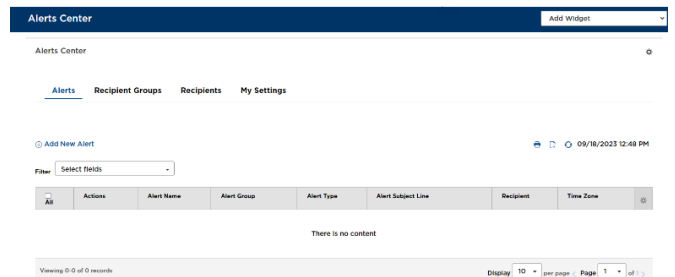 Alerts Center
Add Widget
Alerts Center
Alerts Recipient Groups Recipients My Settings
Add New Alert
09/18/2023 12:48 PM
Filter Select fields
All Actions Alert Name Alert Group Alert Type Alert Subject Line Recipient Time Zone
There is no content
Viewing 0-0 of 0 records
Display 10 per page < Page 1 of 1 >